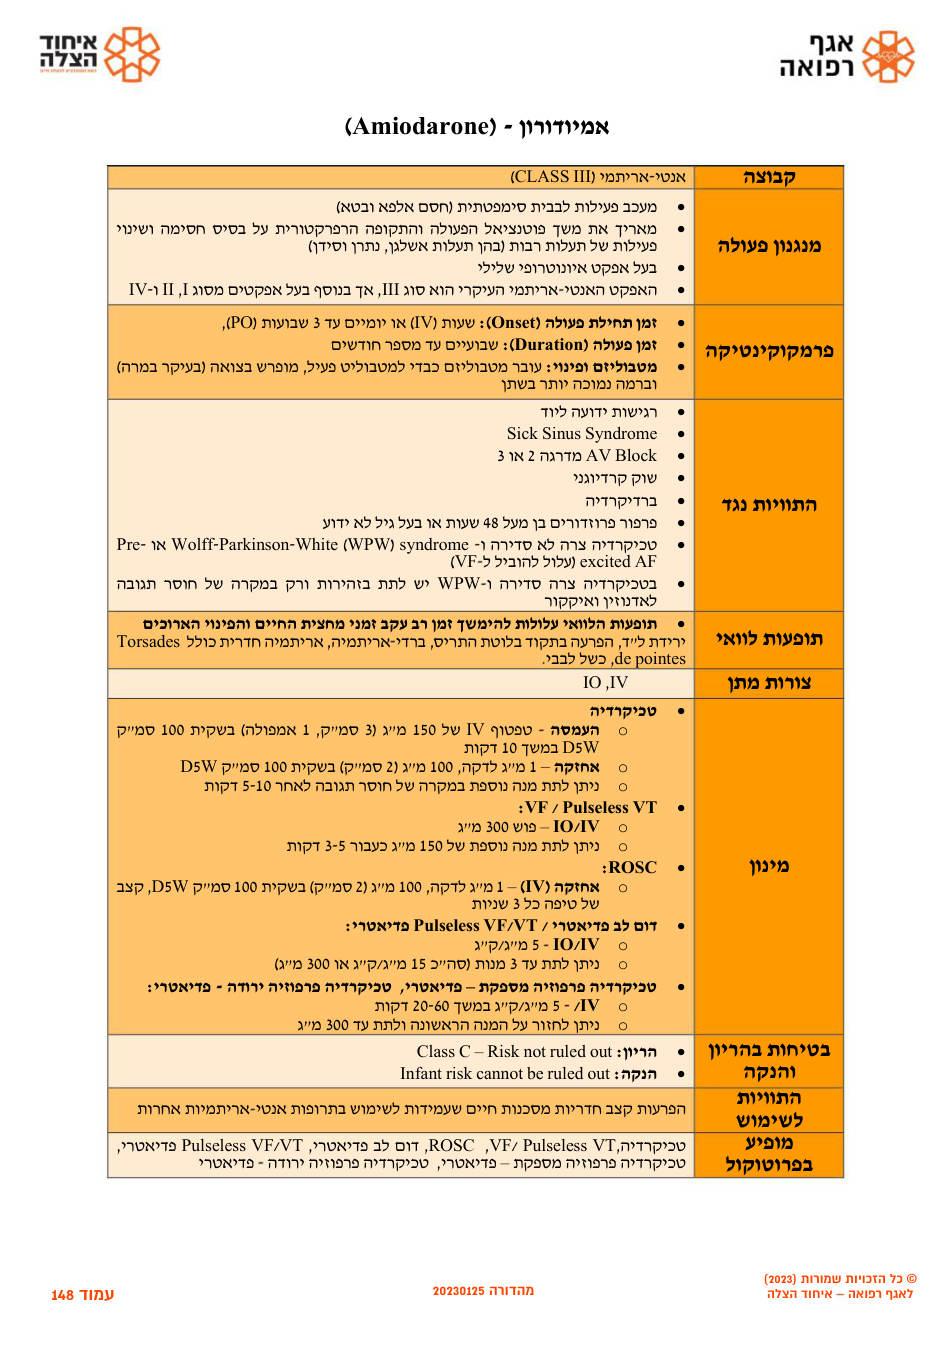 אגף
רפואה
איחוד
הצלה
אמיודורון - (Amiodarone)
קבוצה
אנטי-אריתמי (CLASS III)
מנגנון פעולה
• מעכב פעילות לבבית סימפטתית (חסם אלפא ובטא)
• מאריך את משך פוטנציאל הפעולה והתקופה הרפרקטורית על בסיס חסימה ושינוי
פעילות של תעלות רבות (בהן תעלות אשלגן, נתרן וסידן)
• בעל אפקט איונוטרופי שלילי
• האפקט האנטי-אריתמי העיקרי הוא סוג III, אך בנוסף בעל אפקטים מסוג I, II ו-IV
פרמקוקינטיקה
• זמן תחילת פעולה (Onset): שעות (IV) או יומיים עד 3 שבועות (PO),
• זמן פעולה (Duration): שבועיים עד מספר חודשים
• מטבוליזם ופינוי: עובר מטבוליזם כבדי למטבוליט פעיל, מופרש בצואה (בעיקר במרה)
וברמה נמוכה יותר בשתן
התוויות נגד
• רגישות ידועה ליוד
• Sick Sinus Syndrome
• AV Block מדרגה 2 או 3
• שוק קרדיוגני
• ברדיקרדיה
• פרפור פרוזדורים בן מעל 48 שעות או בעל גיל לא ידוע
• טכיקרדיה צרה לא סדירה ו- Wolff-Parkinson-White (WPW) syndrome או Pre-
excited AF (עלול להוביל ל-VF)
• בטכיקרדיה צרה סדירה ו-WPW יש לתת בזהירות ורק במקרה של חוסר תגובה
לאדנוזין ואיקקור
תופעות לוואי
• תופעות הלוואי עלולות להימשך זמן רב עקב זמני מחצית החיים והפינוי הארוכים
ירידת ל״ד, הפרעה בתקוד בלוטת התריס, ברדי-אריתמיה, אריתמיה חדרית כולל Torsades
de pointes, כשל לבבי.
צורות מתן
IO ,IV
מינון
• טכיקרדיה
o העמסה - טפטוף IV של 150 מ״ג (3 סמ״ק, 1 אמפולה) בשקית 100 סמ״ק
D5W במשך 10 דקות
o אחזקה – 1 מ״ג לדקה, 100 מ״ג (2 סמ״ק) בשקית 100 סמ״ק D5W
o ניתן לתת מנה נוספת במקרה של חוסר תגובה לאחר 5-10 דקות
• VF / Pulseless VT:
o IO/IV – פוש 300 מ״ג
o ניתן לתת מנה נוספת של 150 מ״ג כעבור 3-5 דקות
• ROSC:
o אחזקה (IV) – 1 מ״ג לדקה, 100 מ״ג (2 סמ״ק) בשקית 100 סמ״ק D5W, קצב
של טיפה כל 3 שניות
• דום לב פדיאטרי / Pulseless VF/VT פדיאטרי:
o IO/IV - 5 מ״ג/ק״ג
o ניתן לתת עד 3 מנות (סה״כ 15 מ״ג/ק״ג או 300 מ״ג)
• טכיקרדיה פרפוזיה מספקת – פדיאטרי, טכיקרדיה פרפוזיה ירודה - פדיאטרי:
o IV/ - 5 מ״ג/ק״ג במשך 20-60 דקות
o ניתן לחזור על המנה הראשונה ולתת עד 300 מ״ג
בטיחות בהריון
והנקה
• הריון: Class C – Risk not ruled out
• הנקה: Infant risk cannot be ruled out
התוויות
לשימוש
הפרעות קצב חדריות מסכנות חיים שעמידות לשימוש בתרופות אנטי-אריתמיות אחרות
מופיע
בפרוטוקול
טכיקרדיה,VF/ Pulseless VT, ROSC, דום לב פדיאטרי, Pulseless VF/VT פדיאטרי,
טכיקרדיה פרפוזיה מספקת – פדיאטרי, טכיקרדיה פרפוזיה ירודה - פדיאטרי
© כל הזכויות שמורות (2023)
לאגף רפואה – איחוד הצלה
מהדורה 20230125
עמוד 148